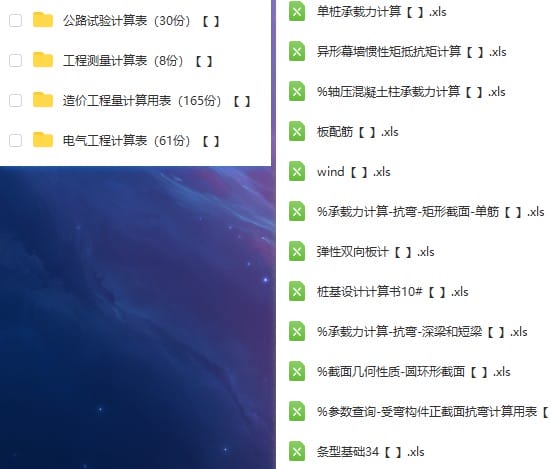 公路试验计算表（30份）【 】
工程测量计算表（8份）【 】
造价工程量计算用表（165份）【 】
电气工程计算表（61份）【 】
单桩承载力计算【 】.xls
异形幕墙惯性矩抵抗矩计算【 】.xls
%轴压混凝土柱承载力计算【 】.xls
板配筋【 】.xls
wind【 】.xls
%承载力计算-抗弯-矩形截面-单筋【 】.xls
弹性双向板计【 】.xls
桩基设计计算书10#【 】.xls
%承载力计算-抗弯-深梁和短梁【 】.xls
%截面几何性质-圆环形截面【 】.xls
%参数查询-受弯构件正截面抗弯计算用表【
条型基础34【 】.xls